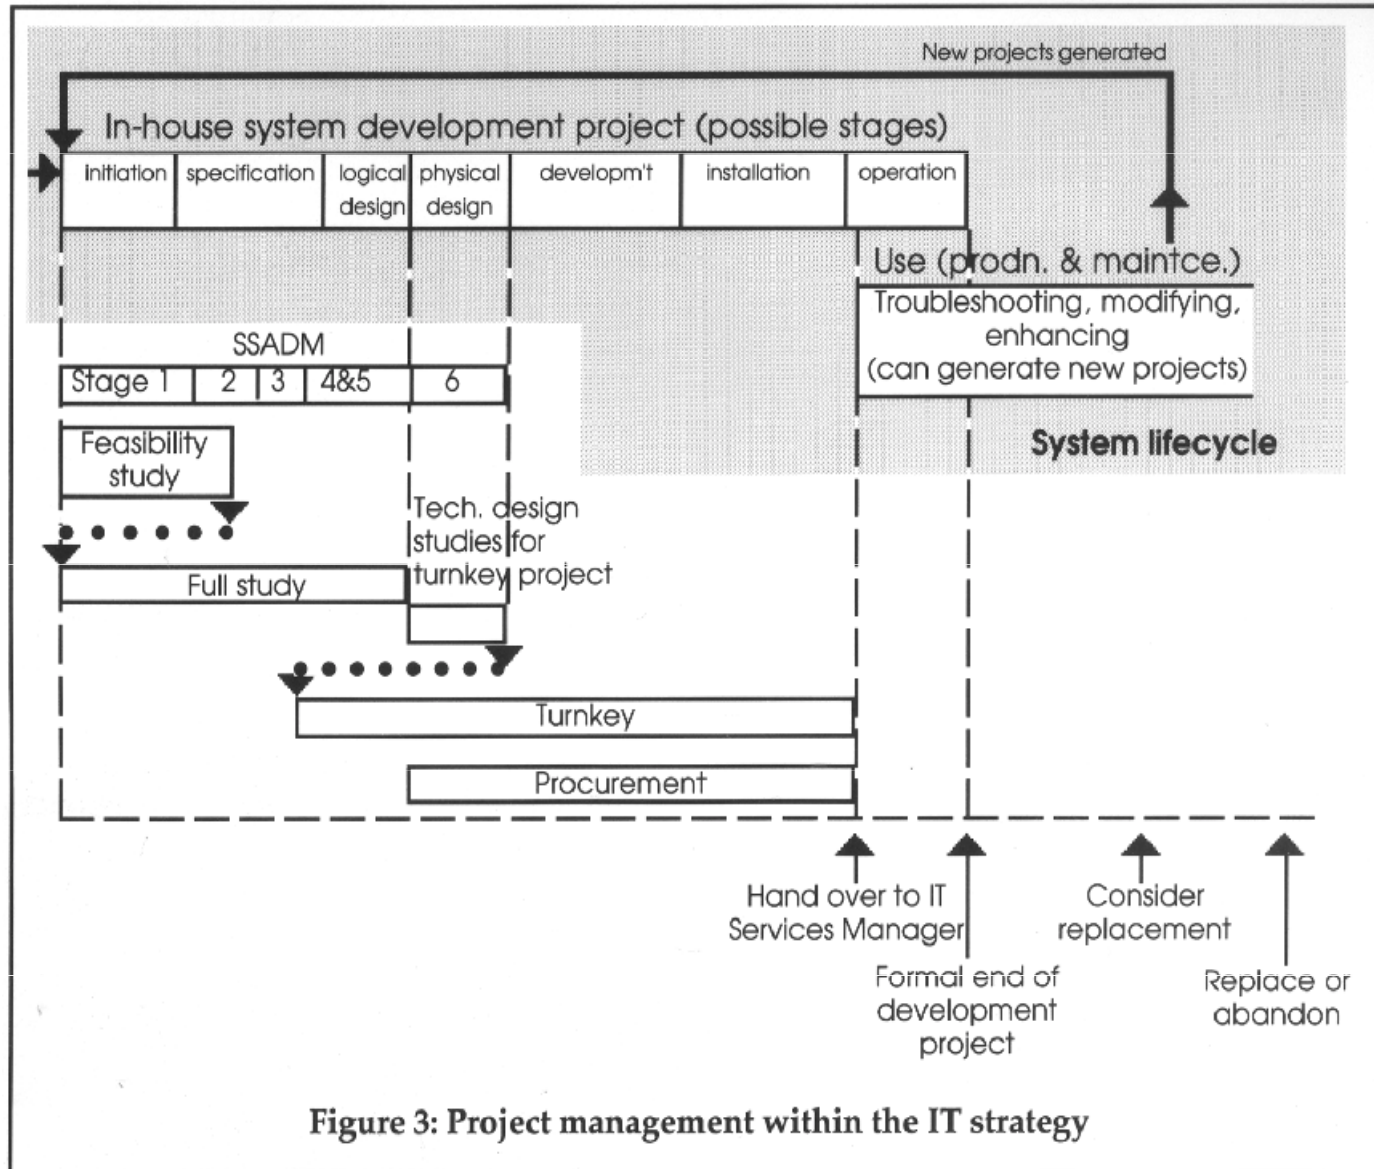 New projects generated
In-house system development project (possible stages)
Initiation
specification
logical
design
physical
design
developm't
installation
operation
Use (prodn. & maintce.)
Troubleshooting, modifying,
enhancing
(can generate new projects)
System lifecycle
SSADM
Stage 1
2
3
4&5
6
Feasibility
study
Tech. design
studies for
turnkey project
Full study
Turnkey
Procurement
Hand over to IT
Services Manager
Formal end of
development
project
Consider
replacement
Replace or
abandon
Figure 3: Project management within the IT strategy